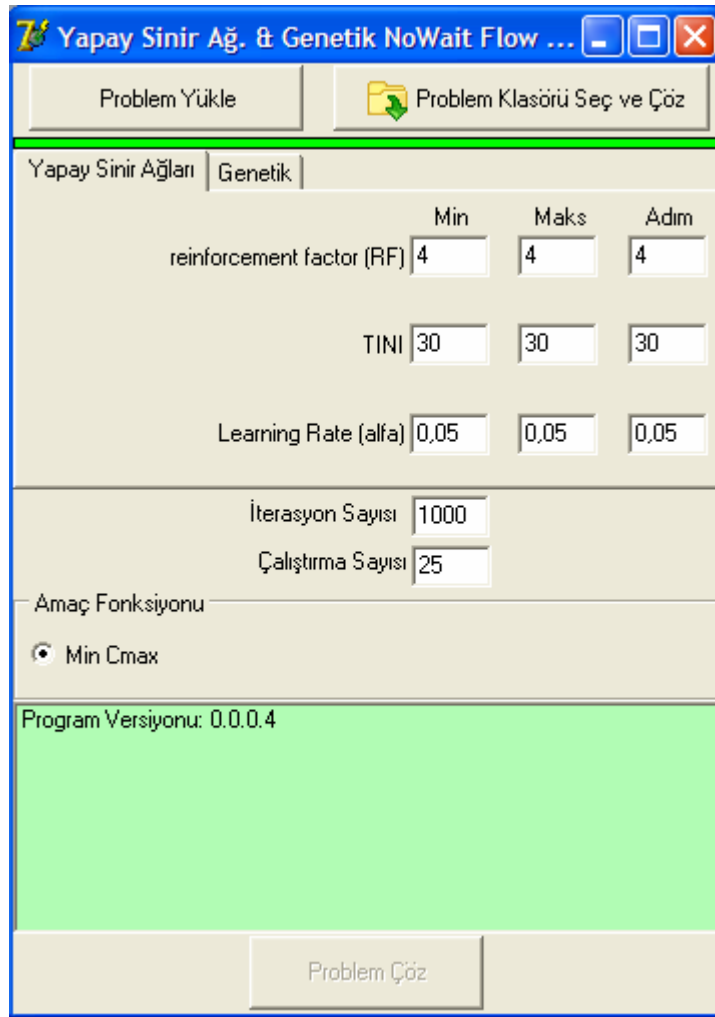 Yapay Sinir Ağ. & Genetik NoWait Flow ...
Problem Yükle Problem Klasörü Seç ve Çöz
Yapay Sinir Ağları Genetik
Min Maks Adım
reinforcement factor (RF) 4 4 4
TINI 30 30 30
Learning Rate (alfa) 0,05 0,05 0,05
İterasyon Sayısı 1000
Çalıştırma Sayısı 25
Amaç Fonksiyonu
Min Cmax
Program Versiyonu: 0.0.0.4
Problem Çöz